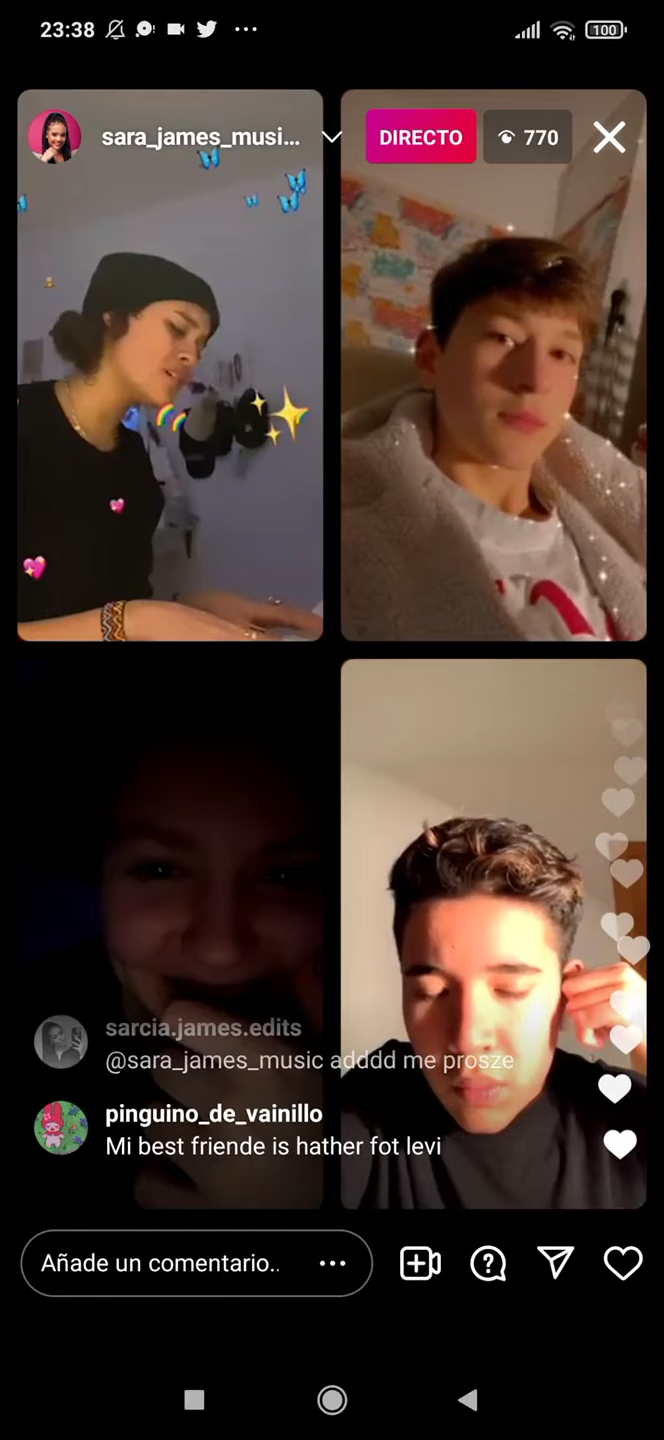 23:38
100
sara_james_musi...
DIRECTO
770
sarcia.james.edits
@sara_james_music adddd me prosze
pinguino_de_vainillo
Mi best friende is hather fot levi
Añade un comentario..